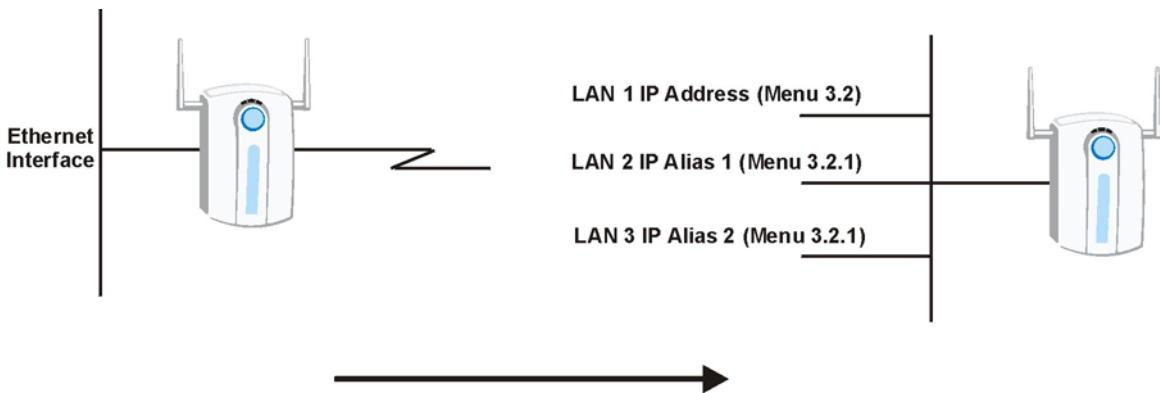 Ethernet
Interface
LAN 1 IP Address (Menu 3.2)
LAN 2 IP Alias 1 (Menu 3.2.1)
LAN 3 IP Alias 2 (Menu 3.2.1)